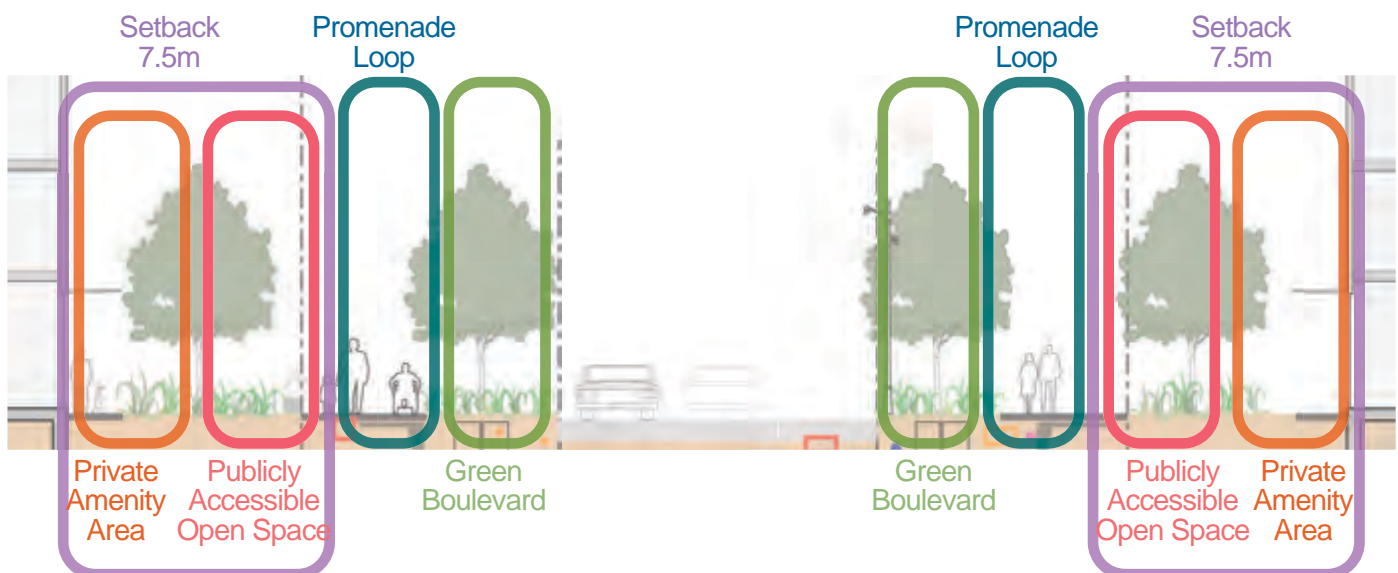 Setback
7.5m
Promenade
Loop
Promenade
Loop
Setback
7.5m
Private
Amenity
Area
Publicly
Accessible
Open Space
Green
Boulevard
Green
Boulevard
Publicly
Accessible
Open Space
Private
Amenity
Area